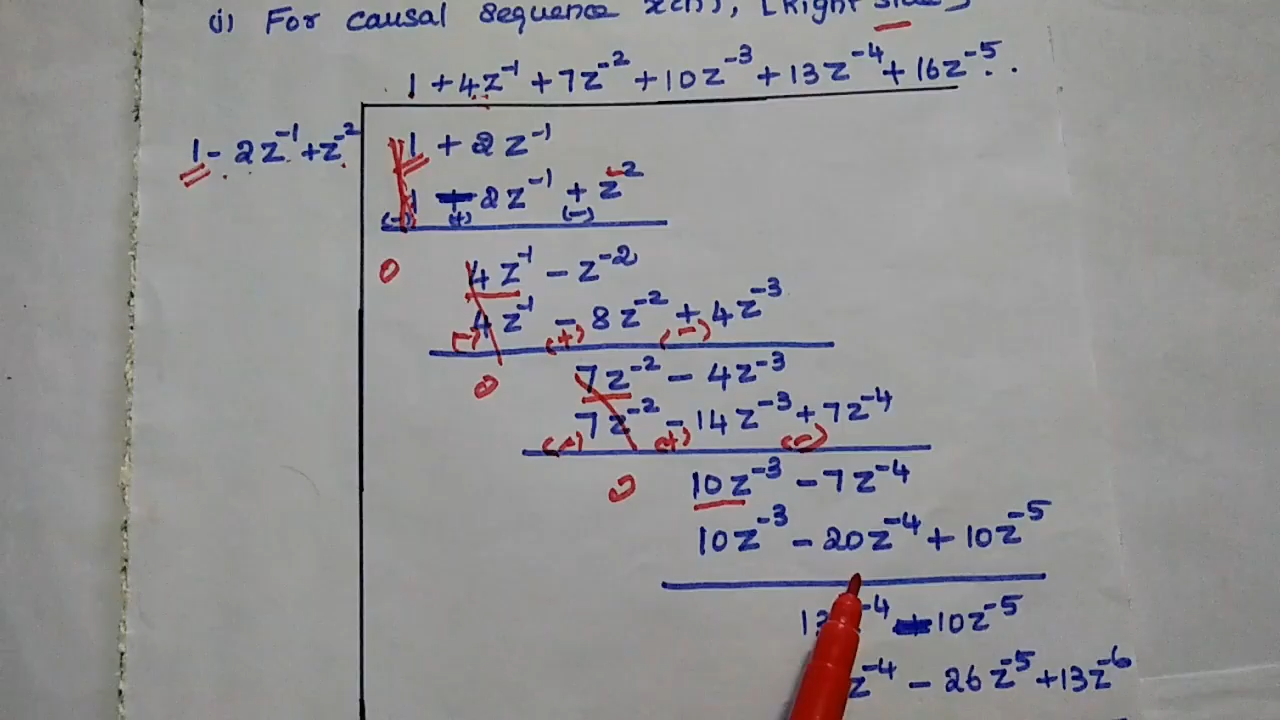 (i) For causal sequence x(n), [Right side]
1 + 4z⁻¹ + 7z⁻² + 10z⁻³ + 13z⁻⁴ + 16z⁻⁵...
1 - 2z⁻¹ + z⁻²
1 + 2z⁻¹
1 - 2z⁻¹ + z⁻²
(-) (+) (-)
0 4z⁻¹ - z⁻²
4z⁻¹ - 8z⁻² + 4z⁻³
(-) (+) (-)
0 7z⁻² - 4z⁻³
7z⁻² - 14z⁻³ + 7z⁻⁴
(-) (+) (-)
0 10z⁻³ - 7z⁻⁴
10z⁻³ - 20z⁻⁴ + 10z⁻⁵
⁻⁴ - 10z⁻⁵
z⁻⁴ - 26z⁻⁵ + 13z⁻⁶